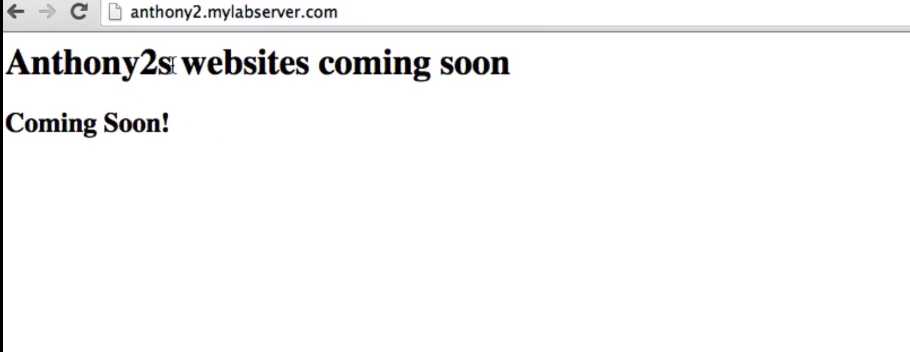 anthony2.mylabserver.com
Anthony2s websites coming soon
Coming Soon!